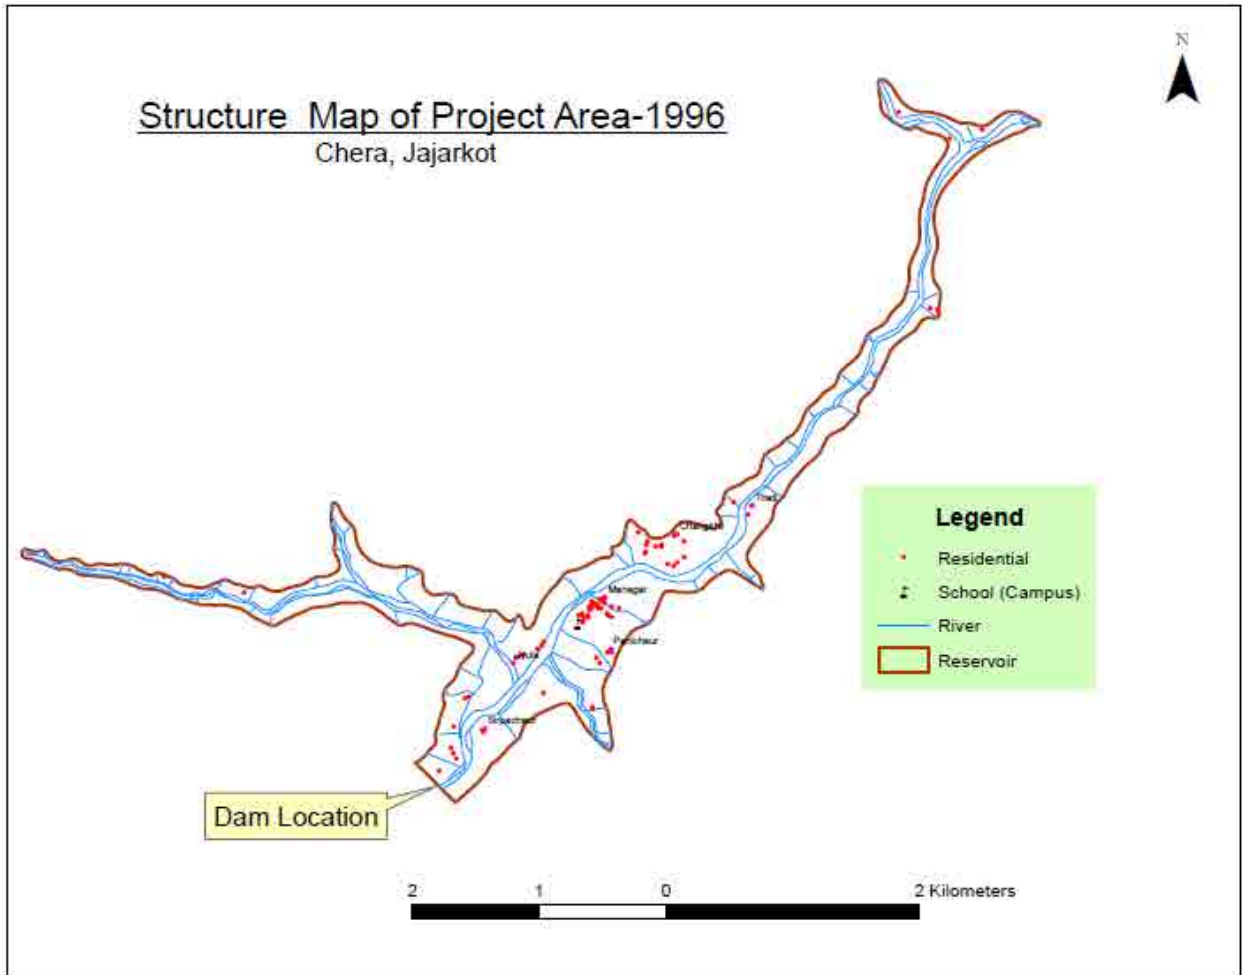 N
Structure Map of Project Area-1996
Chera, Jajarkot
Managar
Legend
Residential
School (Campus)
River
Reservoir
Dam Location
2 1 0 2 Kilometers